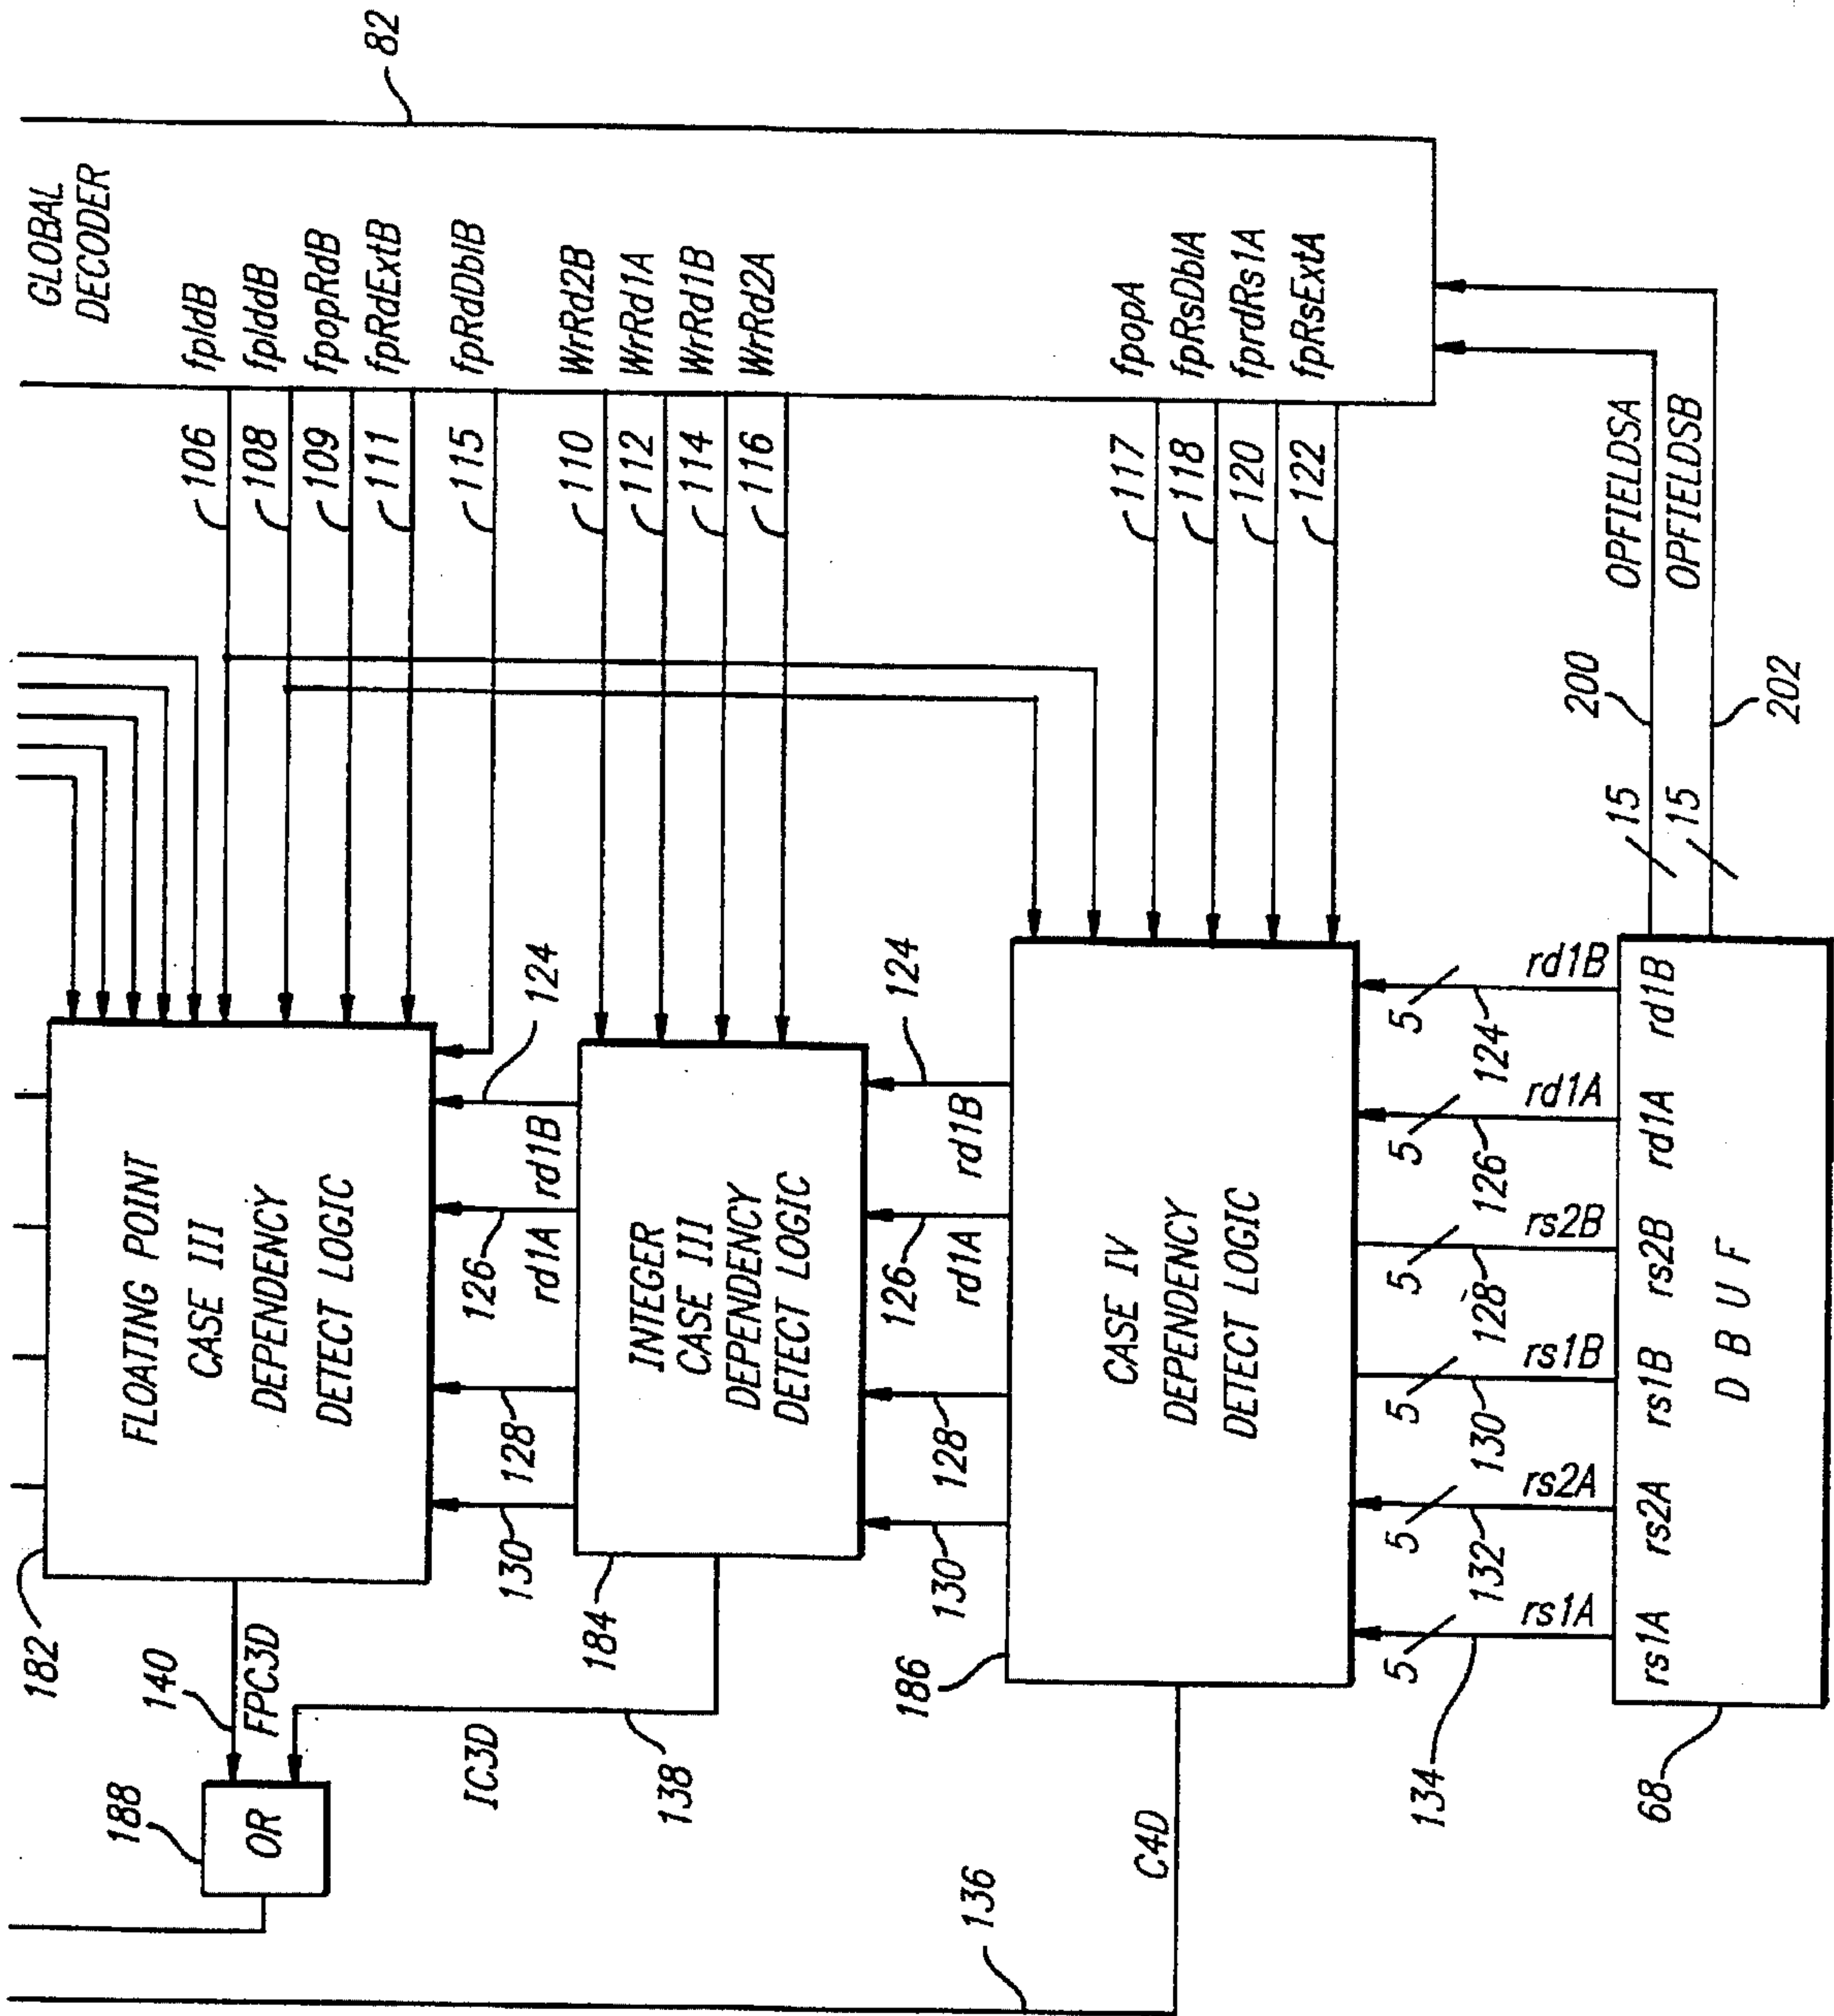 82
GLOBAL
DECODER
fpldB
fplddB
fpopRdB
fpRdExtB
fpRdDblB
WrRd2B
WrRd1A
WrRd1B
WrRd2A
fpopA
fpRsDblA
fprdRs1A
fpRsExtA
106
108
109
111
115
110
112
114
116
117
118
120
122
OPFIELDSA
OPFIELDSB
200
202
15
15
FLOATING POINT
CASE III
DEPENDENCY
DETECT LOGIC
182
124
rd1B
126
rd1A
128
130
INTEGER
CASE III
DEPENDENCY
DETECT LOGIC
184
124
rd1B
126
rd1A
128
130
CASE IV
DEPENDENCY
DETECT LOGIC
186
5
124
rd1B
5
126
rd1A
5
128
rs2B
5
130
rs1B
5
132
rs2A
5
134
rs1A
rs1A rs2A rs1B rs2B rd1A rd1B
D B U F
68
140
FPC3D
188
OR
IC3D
138
C4D
136